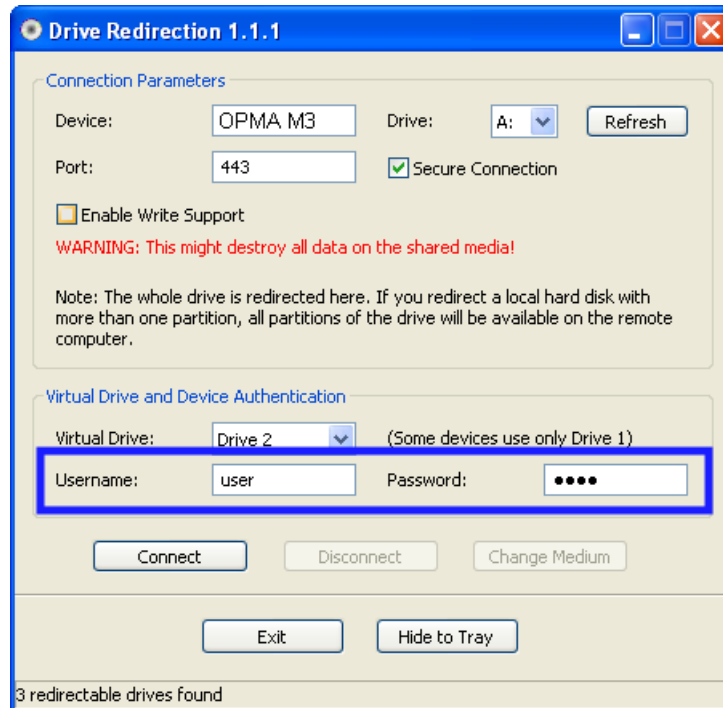 Drive Redirection 1.1.1
Connection Parameters
Device: OPMA M3 Drive: A: Refresh
Port: 443 Secure Connection
Enable Write Support
WARNING: This might destroy all data on the shared media!
Note: The whole drive is redirected here. If you redirect a local hard disk with
more than one partition, all partitions of the drive will be available on the remote
computer.
Virtual Drive and Device Authentication
Virtual Drive: Drive 2 (Some devices use only Drive 1)
Username: user Password: ●●●●
Connect Disconnect Change Medium
Exit Hide to Tray
3 redirectable drives found